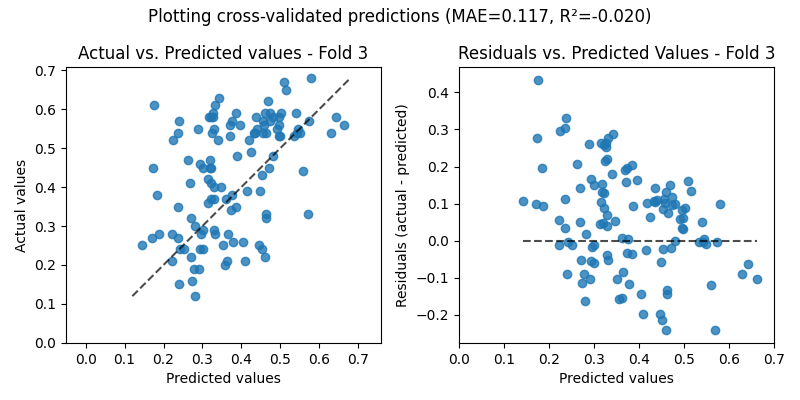 Plotting cross-validated predictions (MAE=0.117, R²=-0.020)
Actual vs. Predicted values - Fold 3
Actual values
0.7
0.6
0.5
0.4
0.3
0.2
0.1
0.0
0.0 0.1 0.2 0.3 0.4 0.5 0.6 0.7
Predicted values
Residuals vs. Predicted Values - Fold 3
Residuals (actual - predicted)
0.4
0.3
0.2
0.1
0.0
−0.1
−0.2
0.0 0.1 0.2 0.3 0.4 0.5 0.6 0.7
Predicted values